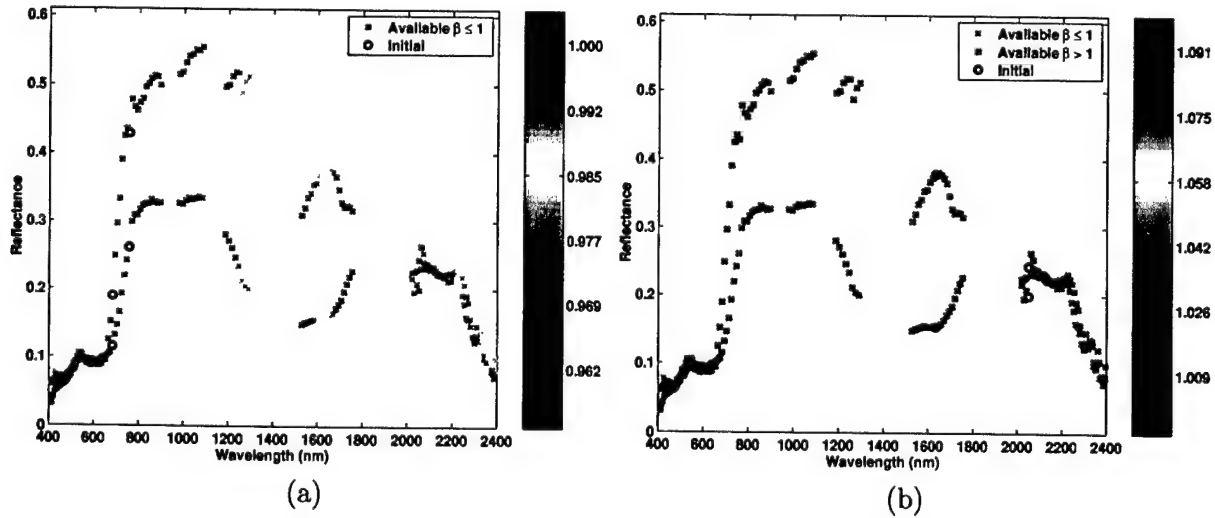 0.6
0.5
0.4
0.3
0.2
0.1
0
Reflectance
400 600 800 1000 1200 1400 1600 1800 2000 2200 2400
Wavelength (nm)
Available β ≤ 1
Initial
1.000
0.992
0.985
0.977
0.969
0.962
(a)
0.6
0.5
0.4
0.3
0.2
0.1
0
Reflectance
400 600 800 1000 1200 1400 1600 1800 2000 2200 2400
Wavelength (nm)
Available β ≤ 1
Available β > 1
Initial
1.091
1.075
1.058
1.042
1.026
1.009
(b)